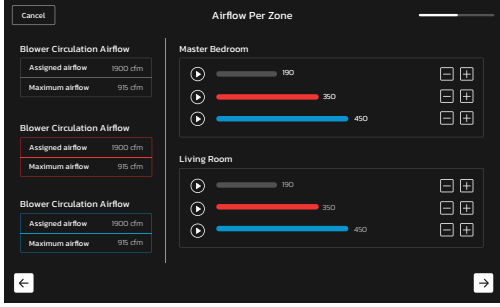 Cancel
Airflow Per Zone
Blower Circulation Airflow
Assigned airflow 1900 cfm
Maximum airflow 915 cfm
Blower Circulation Airflow
Assigned airflow 1900 cfm
Maximum airflow 915 cfm
Blower Circulation Airflow
Assigned airflow 1900 cfm
Maximum airflow 915 cfm
Master Bedroom
190
350
450
Living Room
190
350
450